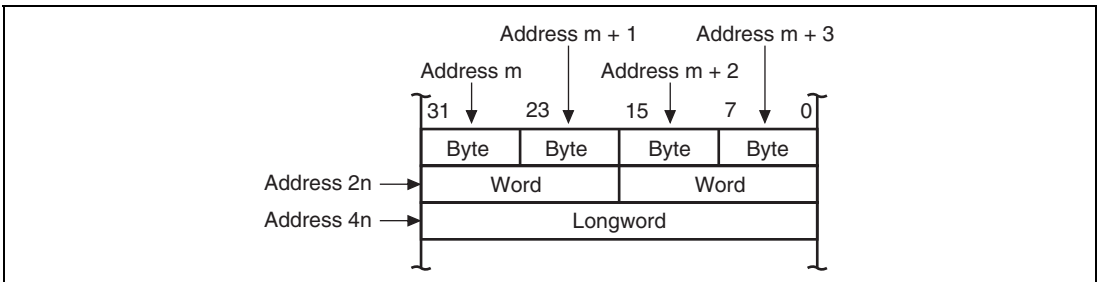 Address m + 1 Address m + 3
Address m Address m + 2
31 23 15 7 0
Byte Byte Byte Byte
Address 2n Word Word
Address 4n Longword